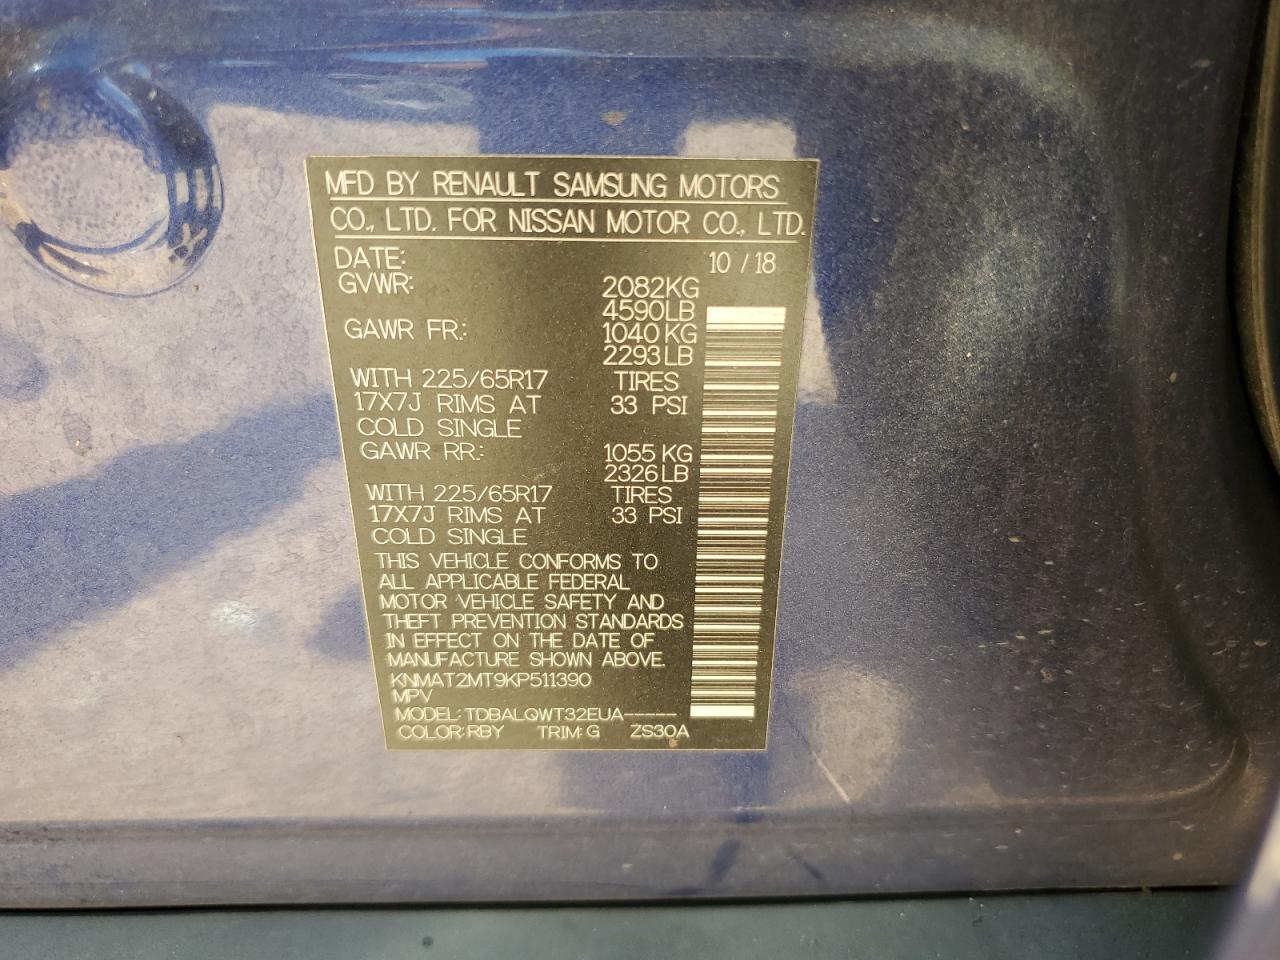 MFD BY RENAULT SAMSUNG MOTORS
CO., LTD. FOR NISSAN MOTOR CO., LTD.
DATE: 10 / 18
GVWR: 2082KG
4590LB
GAWR FR.: 1040 KG
2293LB
WITH 225/65R17 TIRES
17X7J RIMS AT 33 PSI
COLD SINGLE
GAWR RR.: 1055 KG
2326LB
WITH 225/65R17 TIRES
17X7J RIMS AT 33 PSI
COLD SINGLE
THIS VEHICLE CONFORMS TO
ALL APPLICABLE FEDERAL
MOTOR VEHICLE SAFETY AND
THEFT PREVENTION STANDARDS
IN EFFECT ON THE DATE OF
MANUFACTURE SHOWN ABOVE.
KNMAT2MT9KP511390
MPV
MODEL:TDBALQWT32EUA-----
COLOR:RBY TRIM:G ZS30A